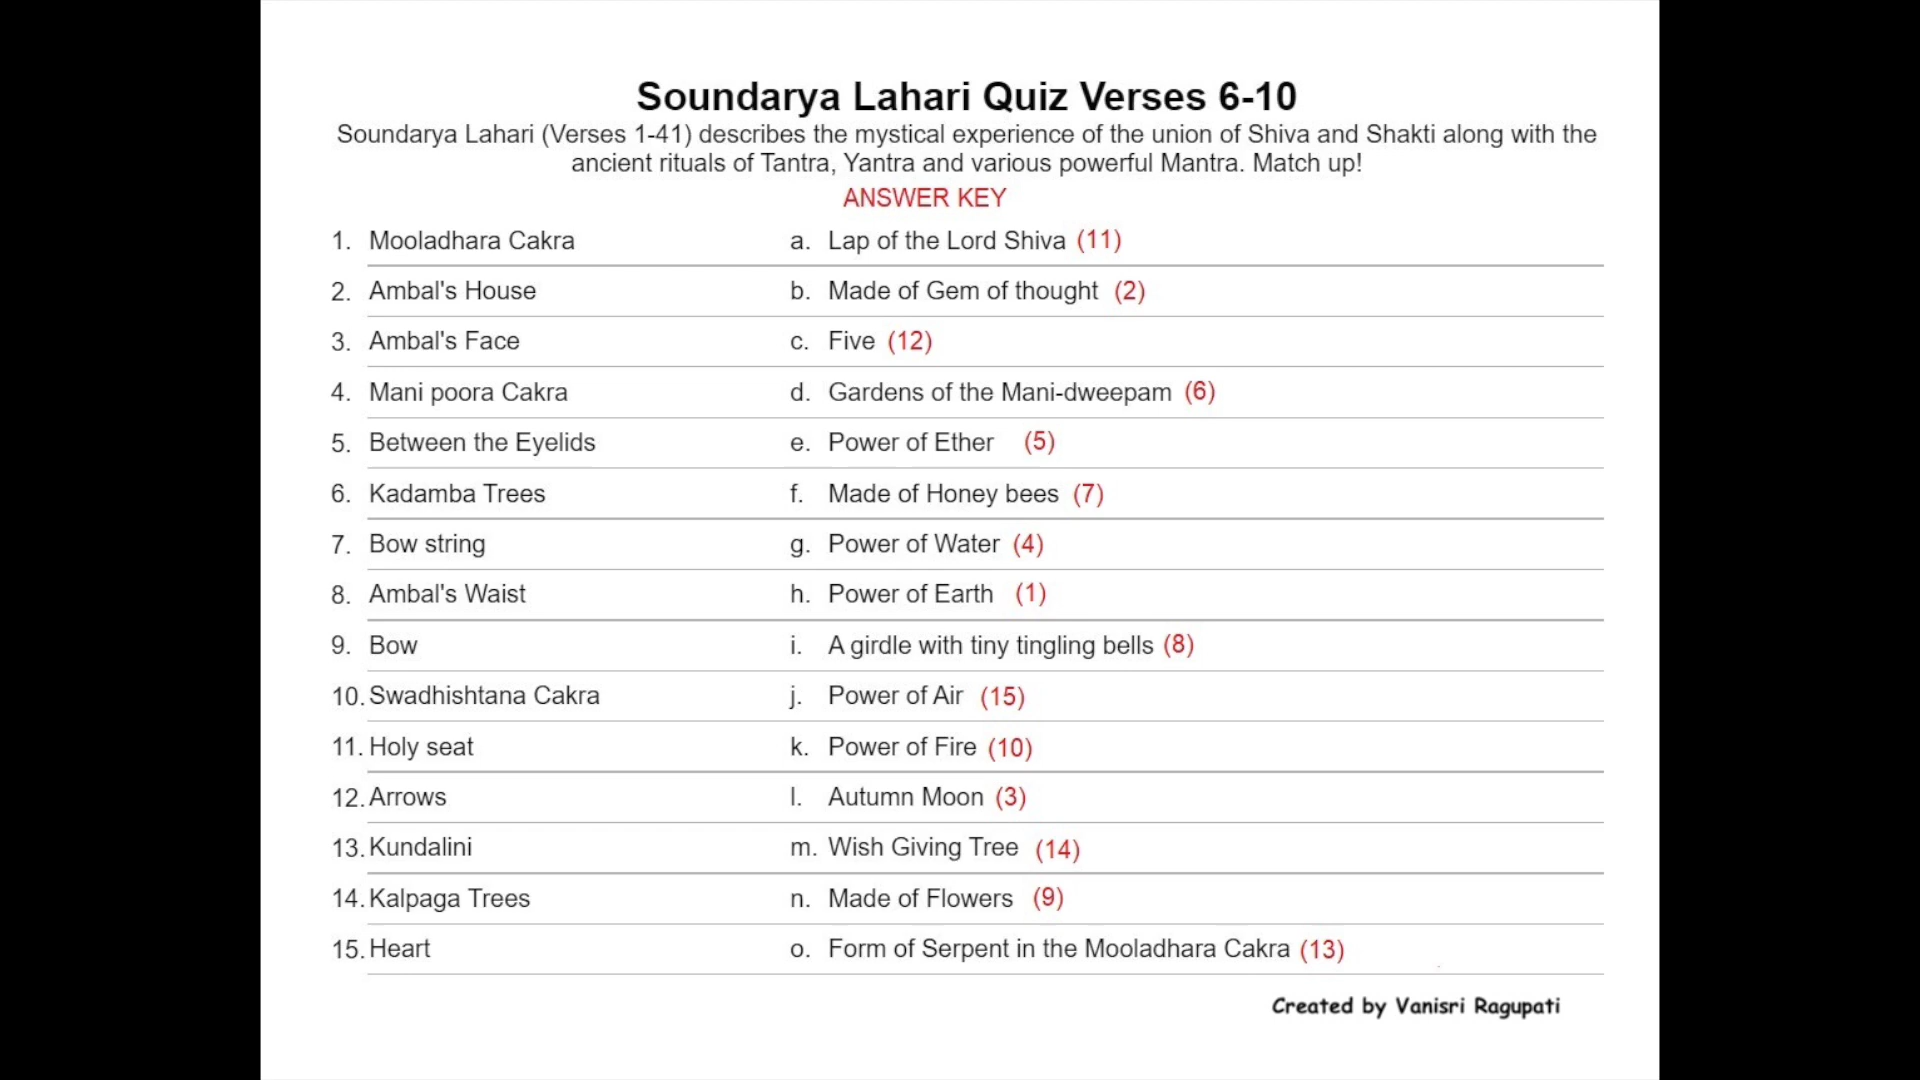 Soundarya Lahari Quiz Verses 6-10
Soundarya Lahari (Verses 1-41) describes the mystical experience of the union of Shiva and Shakti along with the
ancient rituals of Tantra, Yantra and various powerful Mantra. Match up!
ANSWER KEY
1. Mooladhara Cakra a. Lap of the Lord Shiva (11)
2. Ambal's House b. Made of Gem of thought (2)
3. Ambal's Face c. Five (12)
4. Mani poora Cakra d. Gardens of the Mani-dweepam (6)
5. Between the Eyelids e. Power of Ether (5)
6. Kadamba Trees f. Made of Honey bees (7)
7. Bow string g. Power of Water (4)
8. Ambal's Waist h. Power of Earth (1)
9. Bow i. A girdle with tiny tingling bells (8)
10. Swadhishtana Cakra j. Power of Air (15)
11. Holy seat k. Power of Fire (10)
12. Arrows l. Autumn Moon (3)
13. Kundalini m. Wish Giving Tree (14)
14. Kalpaga Trees n. Made of Flowers (9)
15. Heart o. Form of Serpent in the Mooladhara Cakra (13)
Created by Vanisri Ragupati